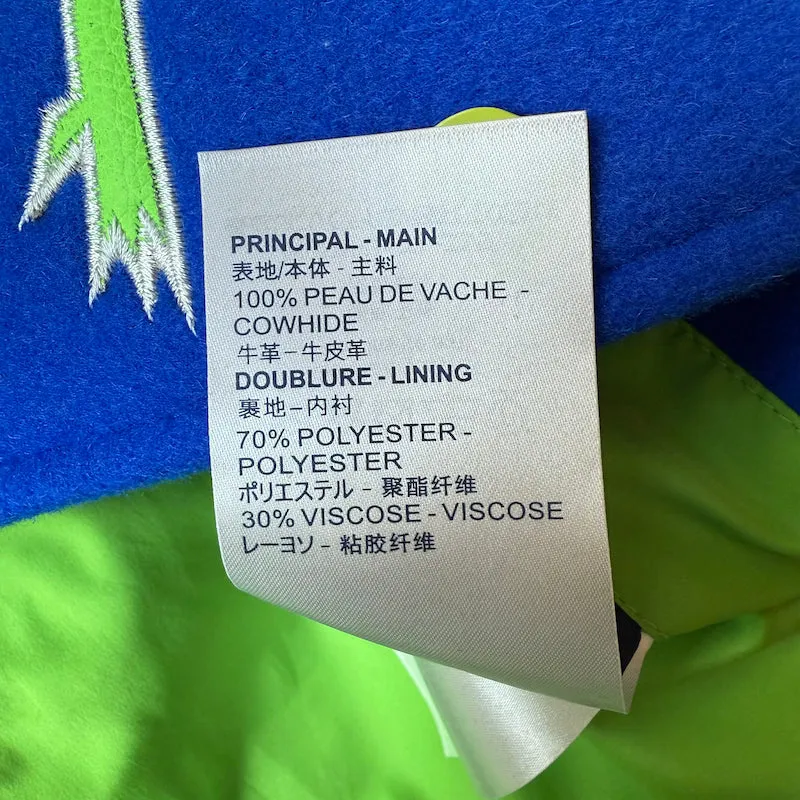 PRINCIPAL - MAIN
表地/本体 - 主料
100% PEAU DE VACHE -
COWHIDE
牛革–牛皮革
DOUBLURE - LINING
裏地–内衬
70% POLYESTER -
POLYESTER
ポリエステル - 聚酯纤维
30% VISCOSE - VISCOSE
レーヨソ - 粘胶纤维